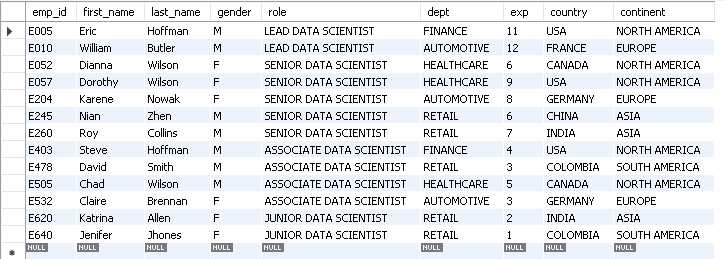 emp_id first_name last_name gender role dept exp country continent
E005 Eric Hoffman M LEAD DATA SCIENTIST FINANCE 11 USA NORTH AMERICA
E010 William Butler M LEAD DATA SCIENTIST AUTOMOTIVE 12 FRANCE EUROPE
E052 Dianna Wilson F SENIOR DATA SCIENTIST HEALTHCARE 6 CANADA NORTH AMERICA
E057 Dorothy Wilson F SENIOR DATA SCIENTIST HEALTHCARE 9 USA NORTH AMERICA
E204 Karene Nowak F SENIOR DATA SCIENTIST AUTOMOTIVE 8 GERMANY EUROPE
E245 Nian Zhen M SENIOR DATA SCIENTIST RETAIL 6 CHINA ASIA
E260 Roy Collins M SENIOR DATA SCIENTIST RETAIL 7 INDIA ASIA
E403 Steve Hoffman M ASSOCIATE DATA SCIENTIST FINANCE 4 USA NORTH AMERICA
E478 David Smith M ASSOCIATE DATA SCIENTIST RETAIL 3 COLOMBIA SOUTH AMERICA
E505 Chad Wilson M ASSOCIATE DATA SCIENTIST HEALTHCARE 5 CANADA NORTH AMERICA
E532 Claire Brennan F ASSOCIATE DATA SCIENTIST AUTOMOTIVE 3 GERMANY EUROPE
E620 Katrina Allen F JUNIOR DATA SCIENTIST RETAIL 2 INDIA ASIA
E640 Jenifer Jhones F JUNIOR DATA SCIENTIST RETAIL 1 COLOMBIA SOUTH AMERICA
NULL NULL NULL NULL NULL NULL NULL NULL NULL